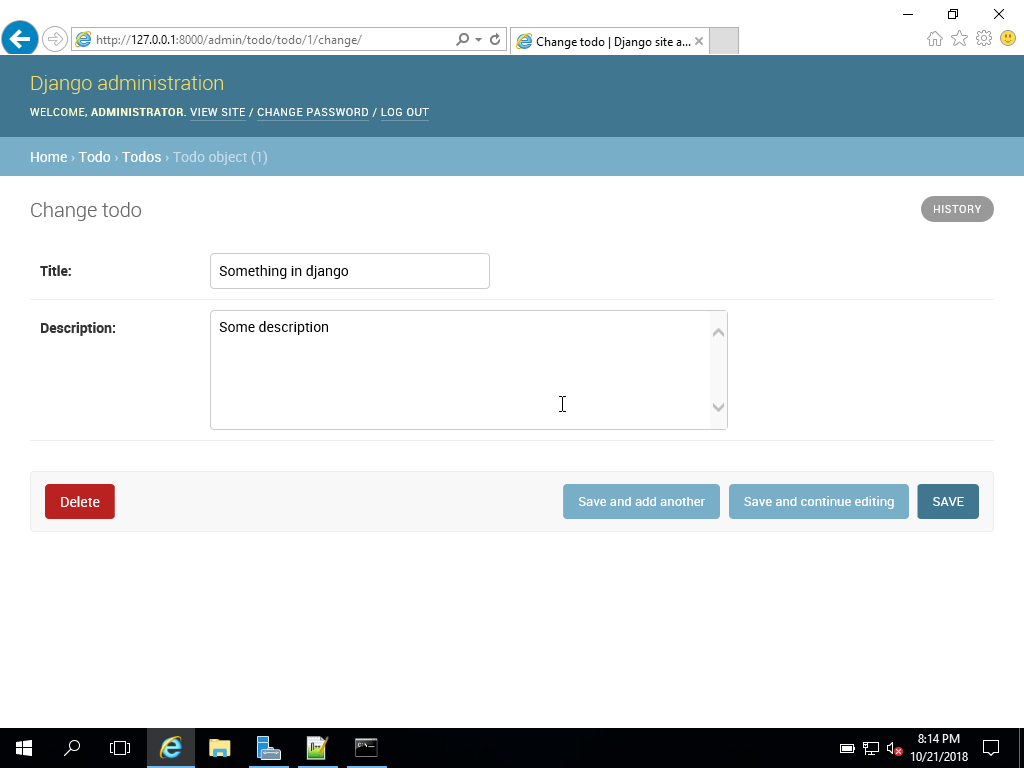 http://127.0.0.1:8000/admin/todo/todo/1/change/
Change todo | Django site a...
Django administration
WELCOME, ADMINISTRATOR. VIEW SITE / CHANGE PASSWORD / LOG OUT
Home › Todo › Todos › Todo object (1)
Change todo
HISTORY
Title:
Something in django
Description:
Some description
Delete
Save and add another
Save and continue editing
SAVE
8:14 PM
10/21/2018